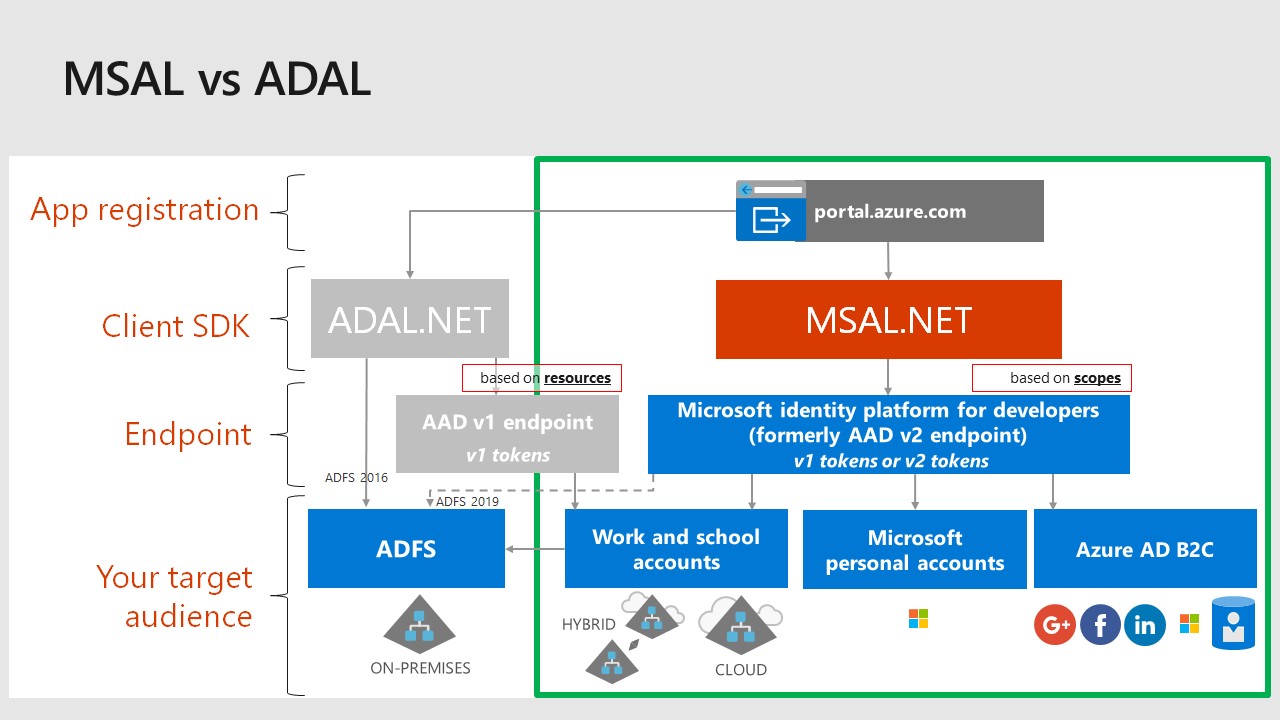 MSAL vs ADAL
App registration
portal.azure.com
Client SDK
ADAL.NET
MSAL.NET
based on resources
based on scopes
Endpoint
AAD v1 endpoint
v1 tokens
Microsoft identity platform for developers
(formerly AAD v2 endpoint)
v1 tokens or v2 tokens
ADFS 2016
ADFS 2019
Your target
audience
ADFS
Work and school
accounts
Microsoft
personal accounts
Azure AD B2C
ON-PREMISES
HYBRID
CLOUD
G+
f
in